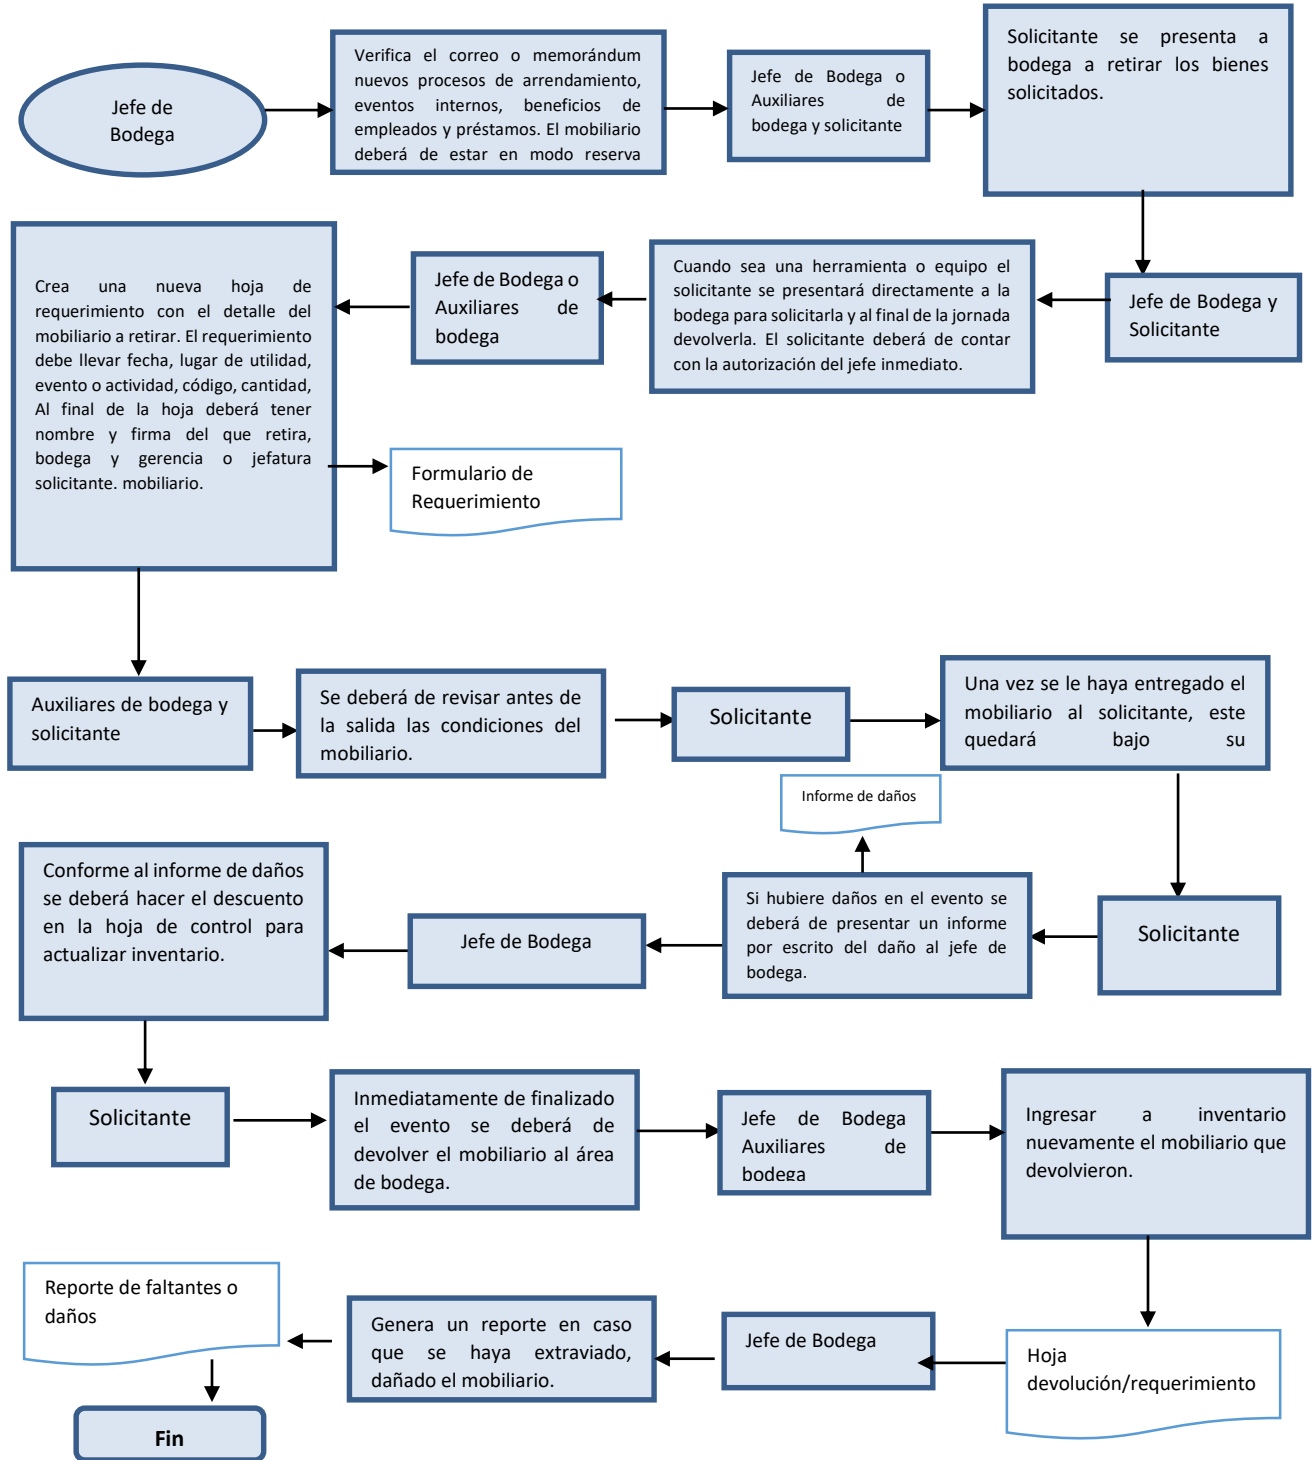 Jefe de
Bodega
Verifica el correo o memorándum
nuevos procesos de arrendamiento,
eventos internos, beneficios de
empleados y préstamos. El mobiliario
deberá de estar en modo reserva
Jefe de Bodega o
Auxiliares de
bodega y solicitante
Solicitante se presenta a
bodega a retirar los bienes
solicitados.
Jefe de Bodega y
Solicitante
Cuando sea una herramienta o equipo el
solicitante se presentará directamente a la
bodega para solicitarla y al final de la jornada
devolverla. El solicitante deberá de contar
con la autorización del jefe inmediato.
Jefe de Bodega o
Auxiliares de
bodega
Crea una nueva hoja de
requerimiento con el detalle del
mobiliario a retirar. El requerimiento
debe llevar fecha, lugar de utilidad,
evento o actividad, código, cantidad,
Al final de la hoja deberá tener
nombre y firma del que retira,
bodega y gerencia o jefatura
solicitante. mobiliario.
Formulario de
Requerimiento
Auxiliares de bodega y
solicitante
Se deberá de revisar antes de
la salida las condiciones del
mobiliario.
Solicitante
Una vez se le haya entregado el
mobiliario al solicitante, este
quedará bajo su
Solicitante
Si hubiere daños en el evento se
deberá de presentar un informe
por escrito del daño al jefe de
bodega.
Informe de daños
Jefe de Bodega
Conforme al informe de daños
se deberá hacer el descuento
en la hoja de control para
actualizar inventario.
Solicitante
Inmediatamente de finalizado
el evento se deberá de
devolver el mobiliario al área
de bodega.
Jefe de Bodega
Auxiliares de
bodega
Ingresar a inventario
nuevamente el mobiliario que
devolvieron.
Hoja
devolución/requerimiento
Jefe de Bodega
Genera un reporte en caso
que se haya extraviado,
dañado el mobiliario.
Reporte de faltantes o
daños
Fin